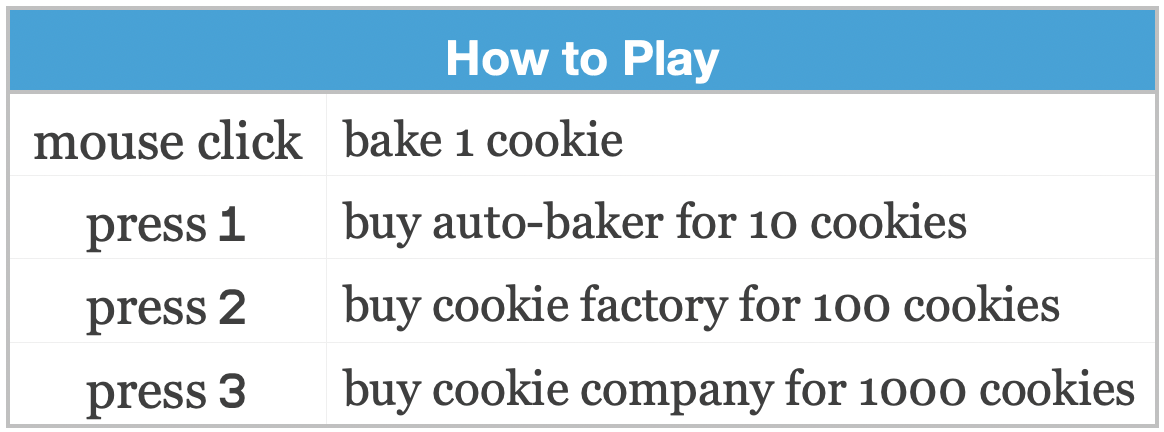 How to Play
mouse click bake 1 cookie
press 1 buy auto-baker for 10 cookies
press 2 buy cookie factory for 100 cookies
press 3 buy cookie company for 1000 cookies